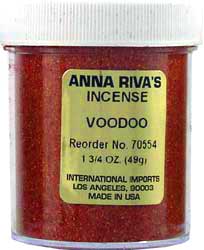 ANNA RIVA'S
INCENSE
VOODOO
Reorder No. 70554
1 3/4 OZ. (49g)
INTERNATIONAL IMPORTS
LOS ANGELES, 90003
MADE IN USA